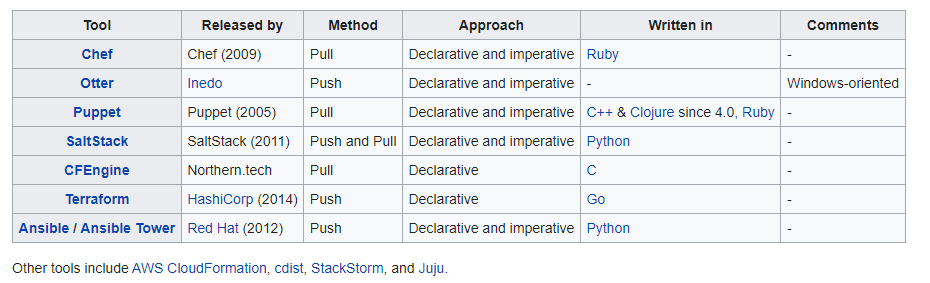 Tool Released by Method Approach Written in Comments
Chef Chef (2009) Pull Declarative and imperative Ruby -
Otter Inedo Push Declarative and imperative - Windows-oriented
Puppet Puppet (2005) Pull Declarative and imperative C++ & Clojure since 4.0, Ruby -
SaltStack SaltStack (2011) Push and Pull Declarative and imperative Python -
CFEngine Northern.tech Pull Declarative C -
Terraform HashiCorp (2014) Push Declarative Go -
Ansible / Ansible Tower Red Hat (2012) Push Declarative and imperative Python -
Other tools include AWS CloudFormation, cdist, StackStorm, and Juju.